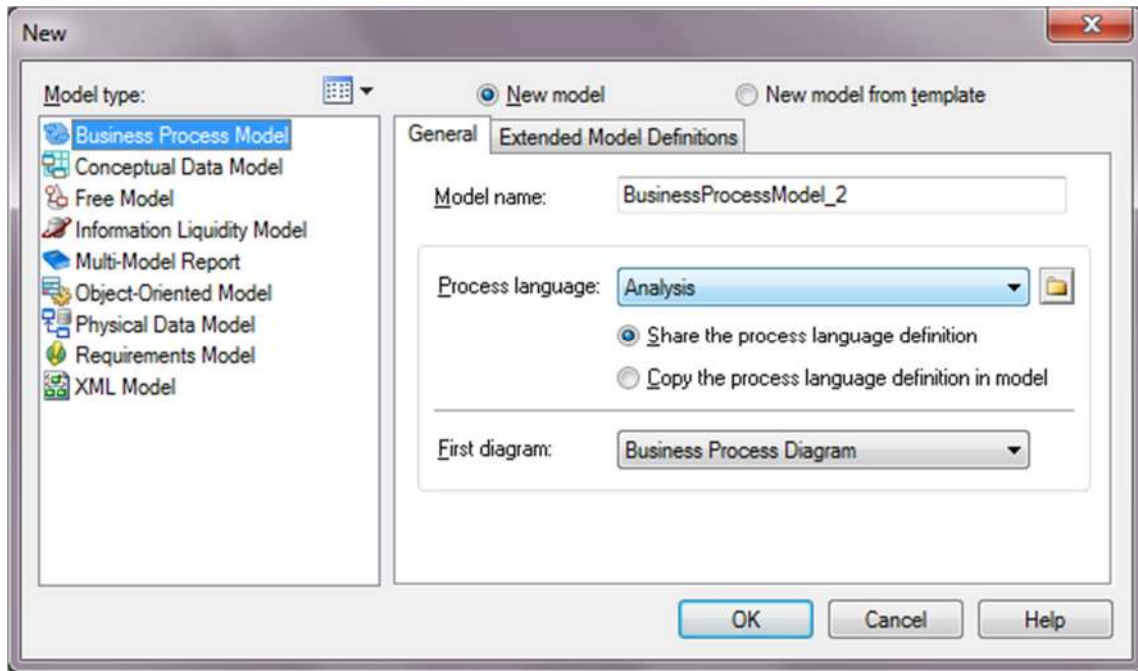 New
Model type:
New model
New model from template
Business Process Model
Conceptual Data Model
Free Model
Information Liquidity Model
Multi-Model Report
Object-Oriented Model
Physical Data Model
Requirements Model
XML Model
General
Extended Model Definitions
Model name:
BusinessProcessModel_2
Process language:
Analysis
Share the process language definition
Copy the process language definition in model
First diagram:
Business Process Diagram
OK
Cancel
Help